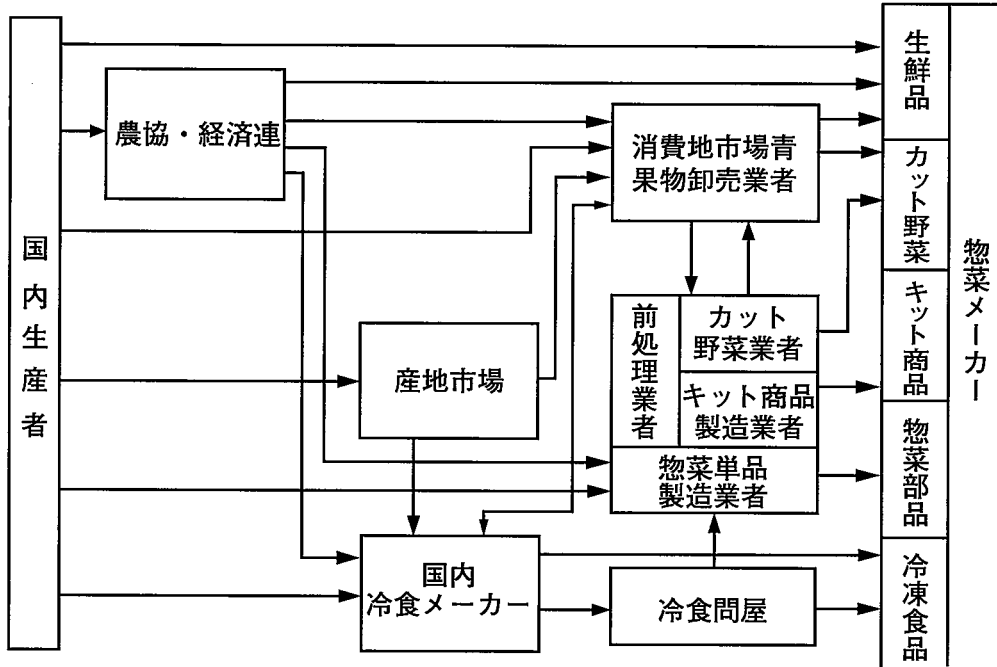 国内生産者
農協・経済連
産地市場
国内
冷食メーカー
消費地市場青
果物卸売業者
前処理業者
カット
野菜業者
キット商品
製造業者
惣菜単品
製造業者
冷食問屋
生鮮品
カット野菜
キット商品
惣菜部品
冷凍食品
惣菜メーカー